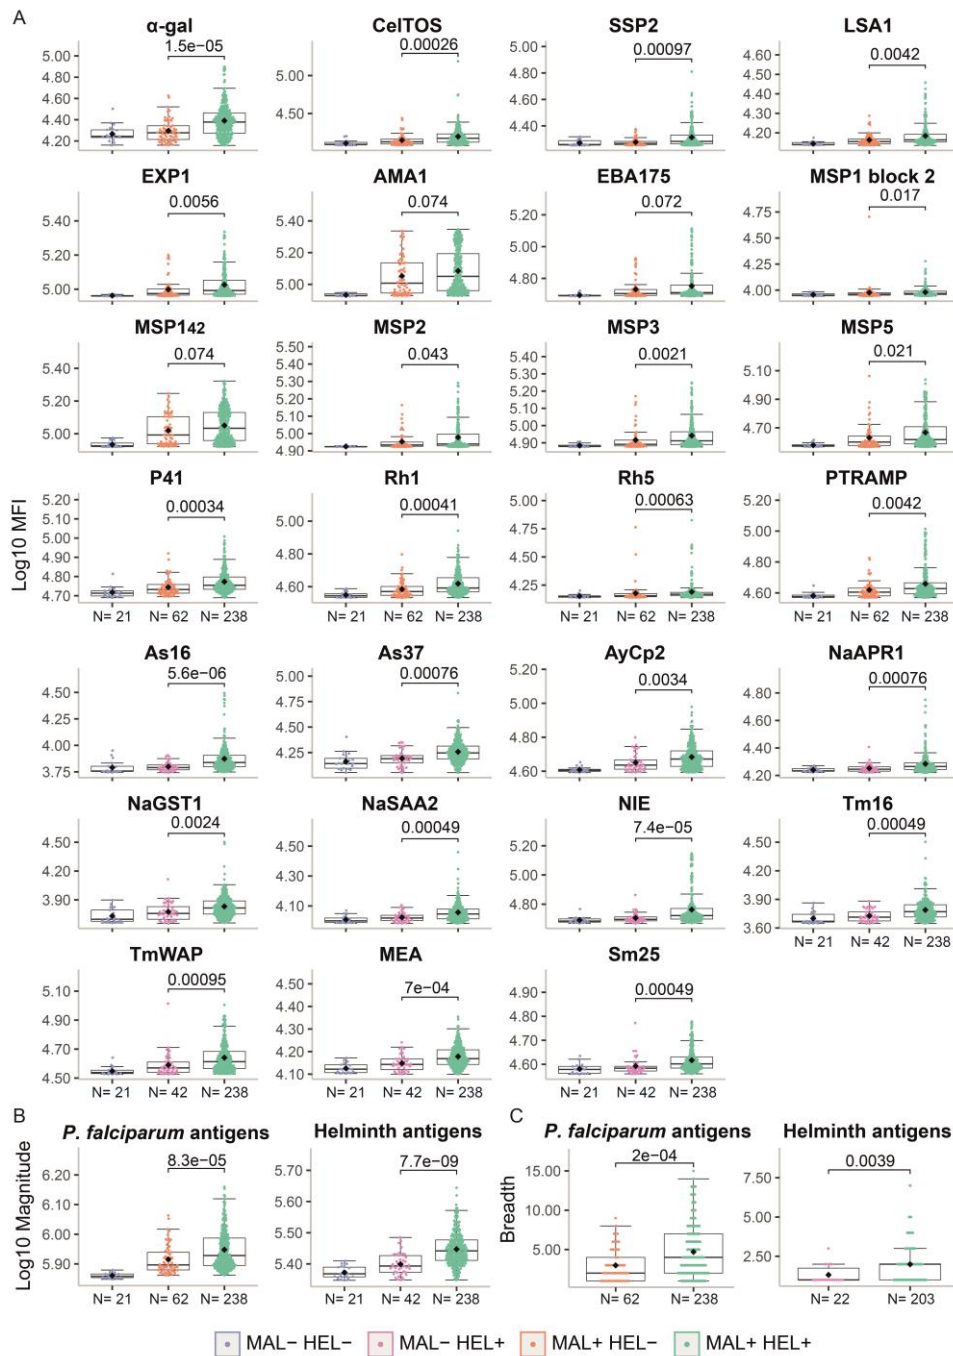 A
α-gal CelTOS SSP2 LSA1
1.5e−05 0.00026 0.00097 0.0042
5.00 4.80 4.60 4.40 4.20
5.00 4.50
5.00 4.80 4.60 4.40
4.60 4.40 4.20
EXP1 AMA1 EBA175 MSP1 block 2
0.0056 0.074 0.072 0.017
5.40 5.20 5.00
5.40 5.20 5.00
5.20 5.00 4.80
4.75 4.50 4.25 4.00
MSP142 MSP2 MSP3 MSP5
0.074 0.043 0.0021 0.021
5.40 5.20 5.00
5.50 5.40 5.30 5.20 5.10 5.00 4.90
5.40 5.30 5.20 5.10 5.00 4.90
5.10 4.90 4.70
Log10 MFI
P41 Rh1 Rh5 PTRAMP
0.00034 0.00041 0.00063 0.0042
5.20 5.10 5.00 4.90 4.80 4.70
5.00 4.80 4.60
5.00 4.75 4.50 4.25
5.20 5.00 4.80 4.60
N= 21 N= 62 N= 238 N= 21 N= 62 N= 238 N= 21 N= 62 N= 238 N= 21 N= 62 N= 238
As16 As37 AyCp2 NaAPR1
5.6e−06 0.00076 0.0034 0.00076
4.50 4.25 4.00 3.75
5.00 4.75 4.50 4.25
5.20 5.00 4.80 4.60
4.80 4.60 4.40 4.20
NaGST1 NaSAA2 NIE Tm16
0.0024 0.00049 7.4e−05 0.00049
4.50 4.20 3.90
4.50 4.30 4.10
5.20 5.00 4.80
4.50 4.20 3.90 3.60
N= 21 N= 42 N= 238
TmWAP MEA Sm25
0.00095 7e−04 0.00049
5.10 4.90 4.70 4.50
4.50 4.40 4.30 4.20 4.10
4.90 4.80 4.70 4.60
N= 21 N= 42 N= 238 N= 21 N= 42 N= 238 N= 21 N= 42 N= 238
B
P. falciparum antigens Helminth antigens
8.3e−05 7.7e−09
Log10 Magnitude
6.20 6.10 6.00 5.90
5.70 5.60 5.50 5.40
N= 21 N= 62 N= 238 N= 21 N= 42 N= 238
C
P. falciparum antigens Helminth antigens
2e−04 0.0039
Breadth
15.00 10.00 5.00
7.50 5.00 2.50
N= 62 N= 238 N= 22 N= 203
MAL− HEL− MAL− HEL+ MAL+ HEL− MAL+ HEL+